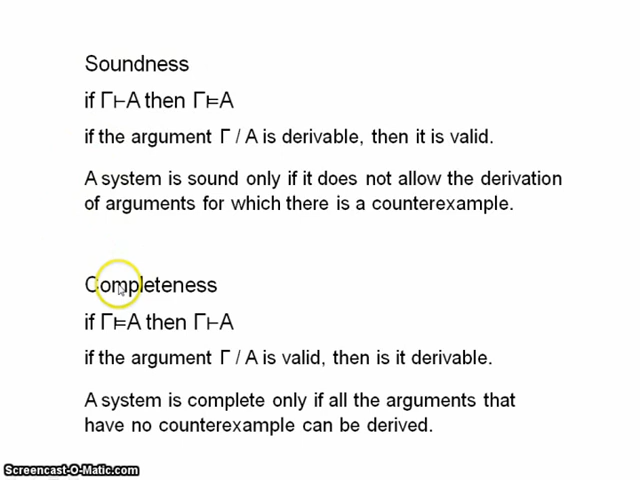 Soundness
if Γ⊢A then Γ⊨A
if the argument Γ / A is derivable, then it is valid.
A system is sound only if it does not allow the derivation
of arguments for which there is a counterexample.
Completeness
if Γ⊨A then Γ⊢A
if the argument Γ / A is valid, then is it derivable.
A system is complete only if all the arguments that
have no counterexample can be derived.
Screencast-O-Matic.com